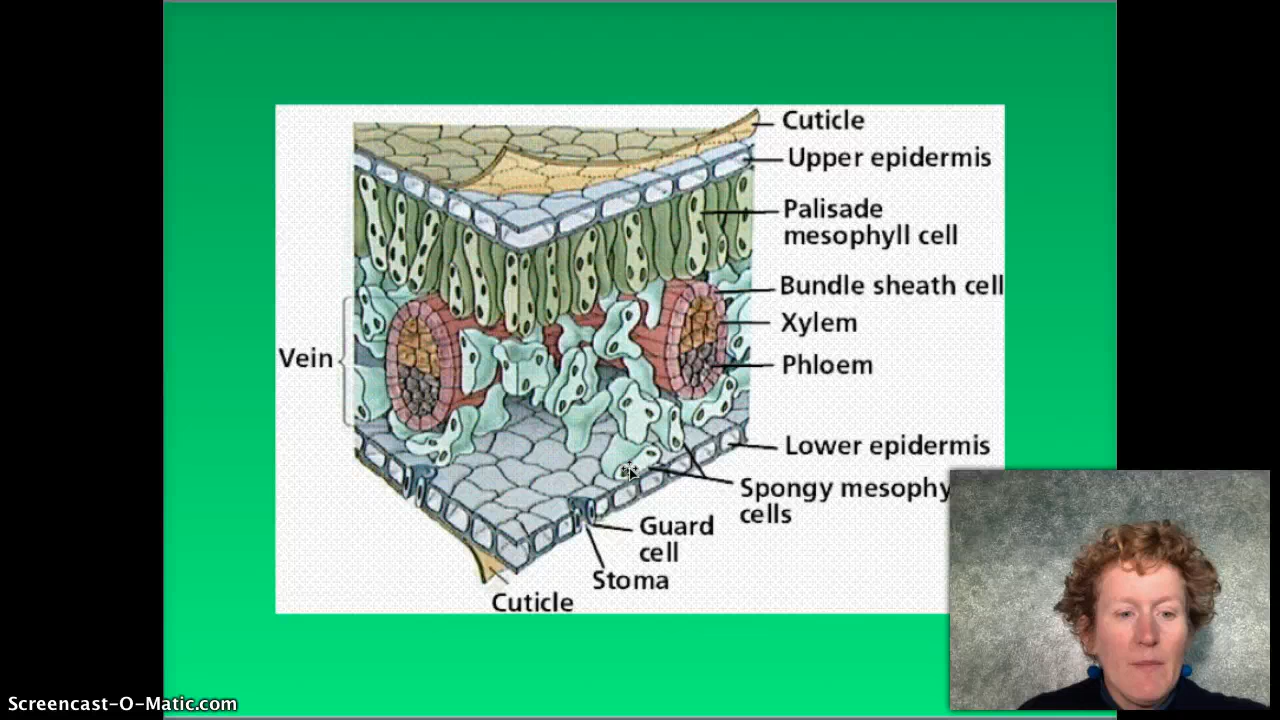 Cuticle
Upper epidermis
Palisade
mesophyll cell
Bundle sheath cell
Xylem
Vein
Phloem
Lower epidermis
Spongy mesophy
cells
Guard
cell
Stoma
Cuticle
Screencast-O-Matic.com